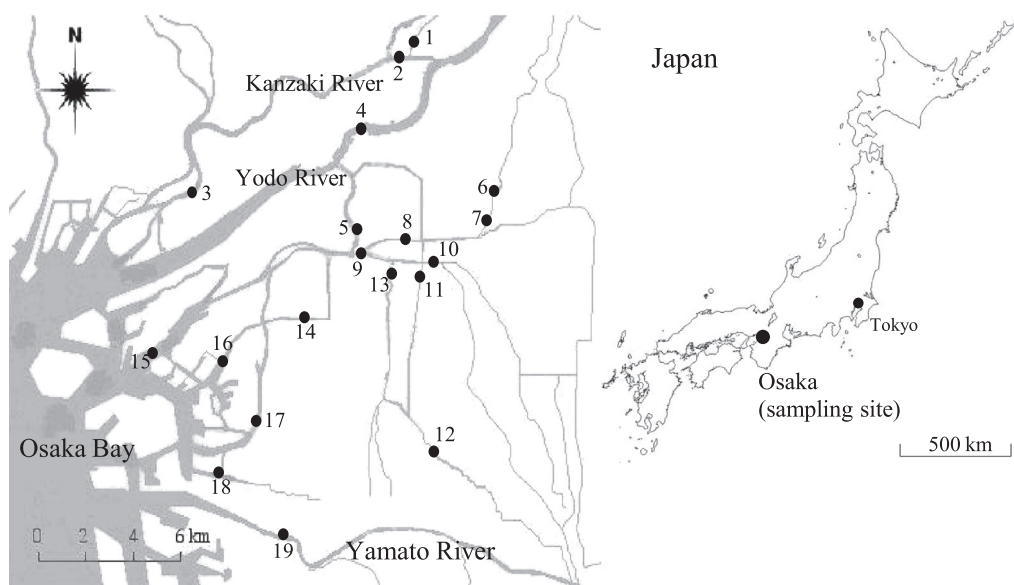 N
1
2
Kanzaki River
4
3
Yodo River
6
7
5
8
9
10
13
11
14
15
16
17
Osaka Bay
12
18
0 2 4 6 km
19
Yamato River
Japan
Tokyo
Osaka
(sampling site)
500 km